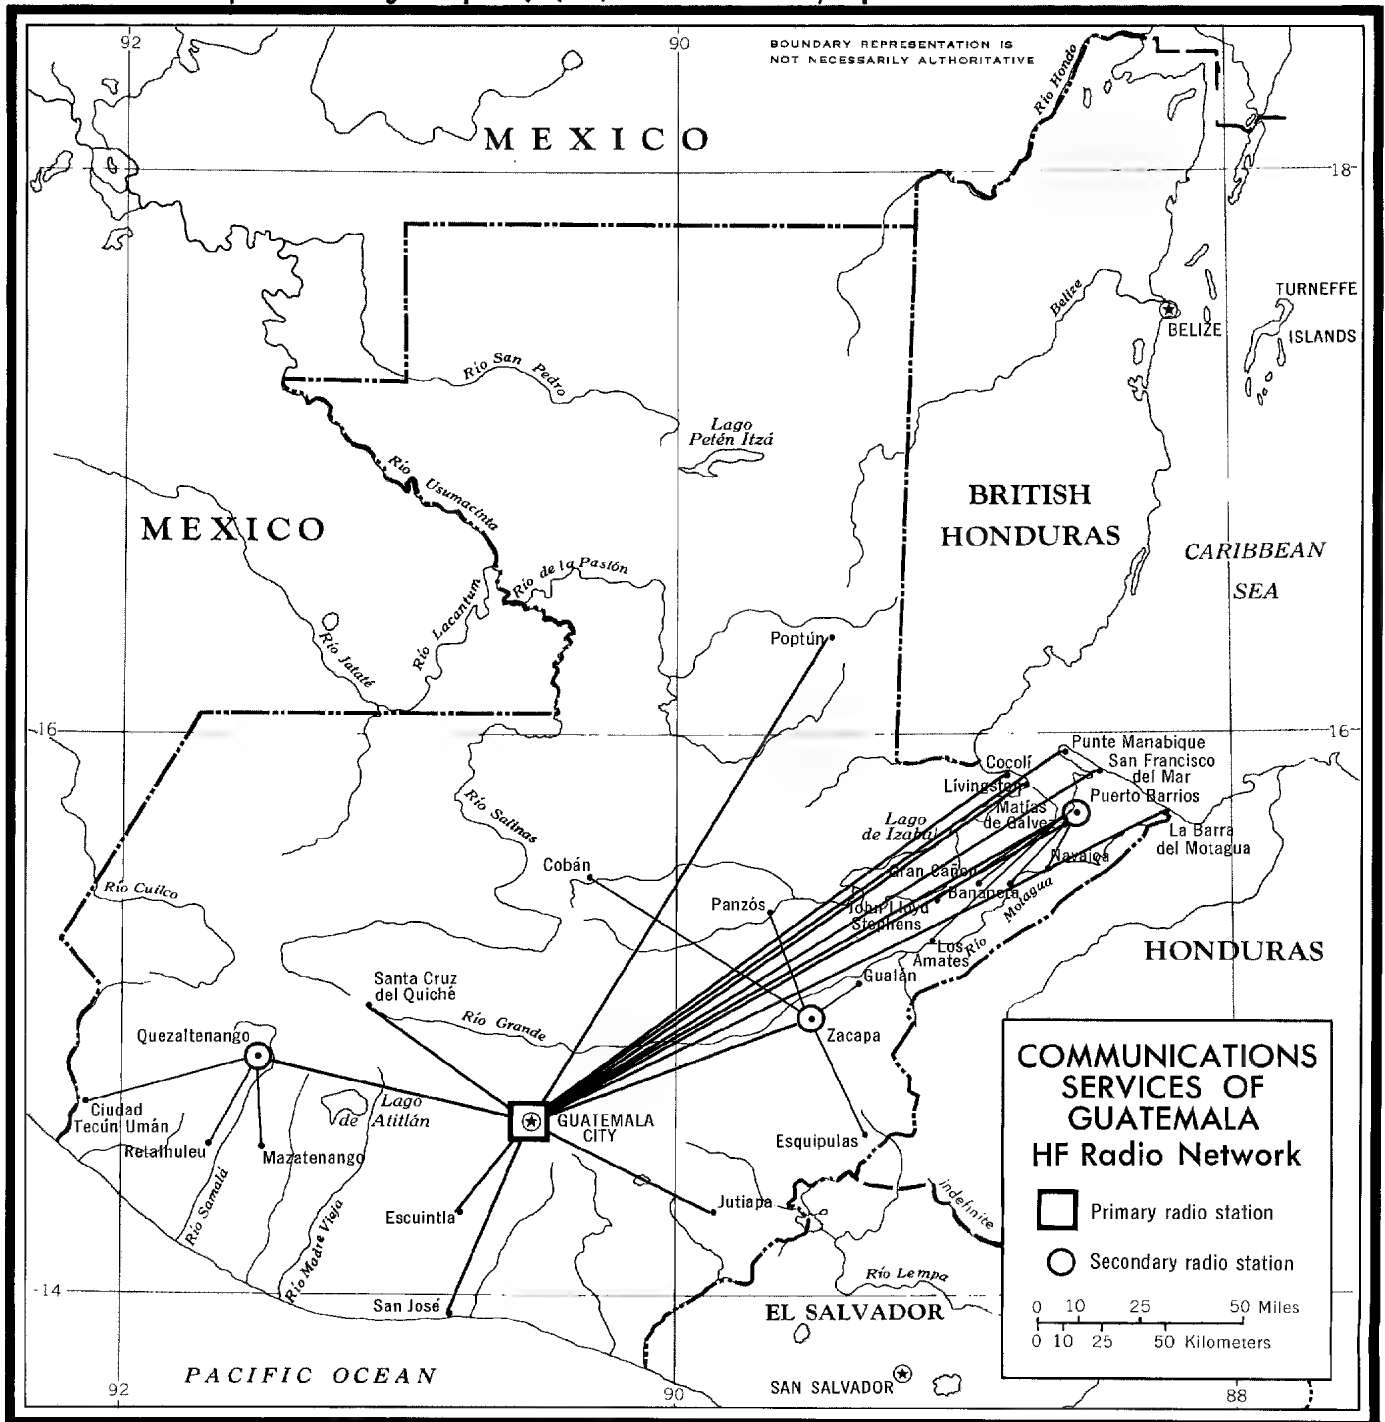 92
90
BOUNDARY REPRESENTATION IS
NOT NECESSARILY AUTHORITATIVE
Río Hondo
MEXICO
18
Belize
BELIZE
TURNEFFE
ISLANDS
Río San Pedro
Lago
Petén Itzá
Río Usumacinta
MEXICO
BRITISH
HONDURAS
CARIBBEAN
SEA
Río de la Pasión
Río Lacantum
Río Jataté
Poptún
16
16
Punte Manabique
Cocolí
San Francisco
del Mar
Lívingston
Puerto Barrios
Matías
de Gálvez
Lago
de Izabal
La Barra
del Motagua
Río Salinas
Navajoa
Cobán
Gran Cañon
Bananera
Río Cuilco
Panzós
John Lloyd
Stephens
Río Motagua
Los
Amates
HONDURAS
Gualán
Santa Cruz
del Quiché
Río Grande
Quezaltenango
Zacapa
Lago
de Atitlán
Ciudad
Tecún Umán
GUATEMALA
CITY
Retalhuleu
Mazatenango
Esquipulas
Río Samalá
Río Madre Vieja
Escuintla
Jutiapa
indefinite
Río Lempa
14
San José
EL SALVADOR
PACIFIC OCEAN
SAN SALVADOR
92
90
88
COMMUNICATIONS
SERVICES OF
GUATEMALA
HF Radio Network
Primary radio station
Secondary radio station
0 10 25 50 Miles
0 10 25 50 Kilometers